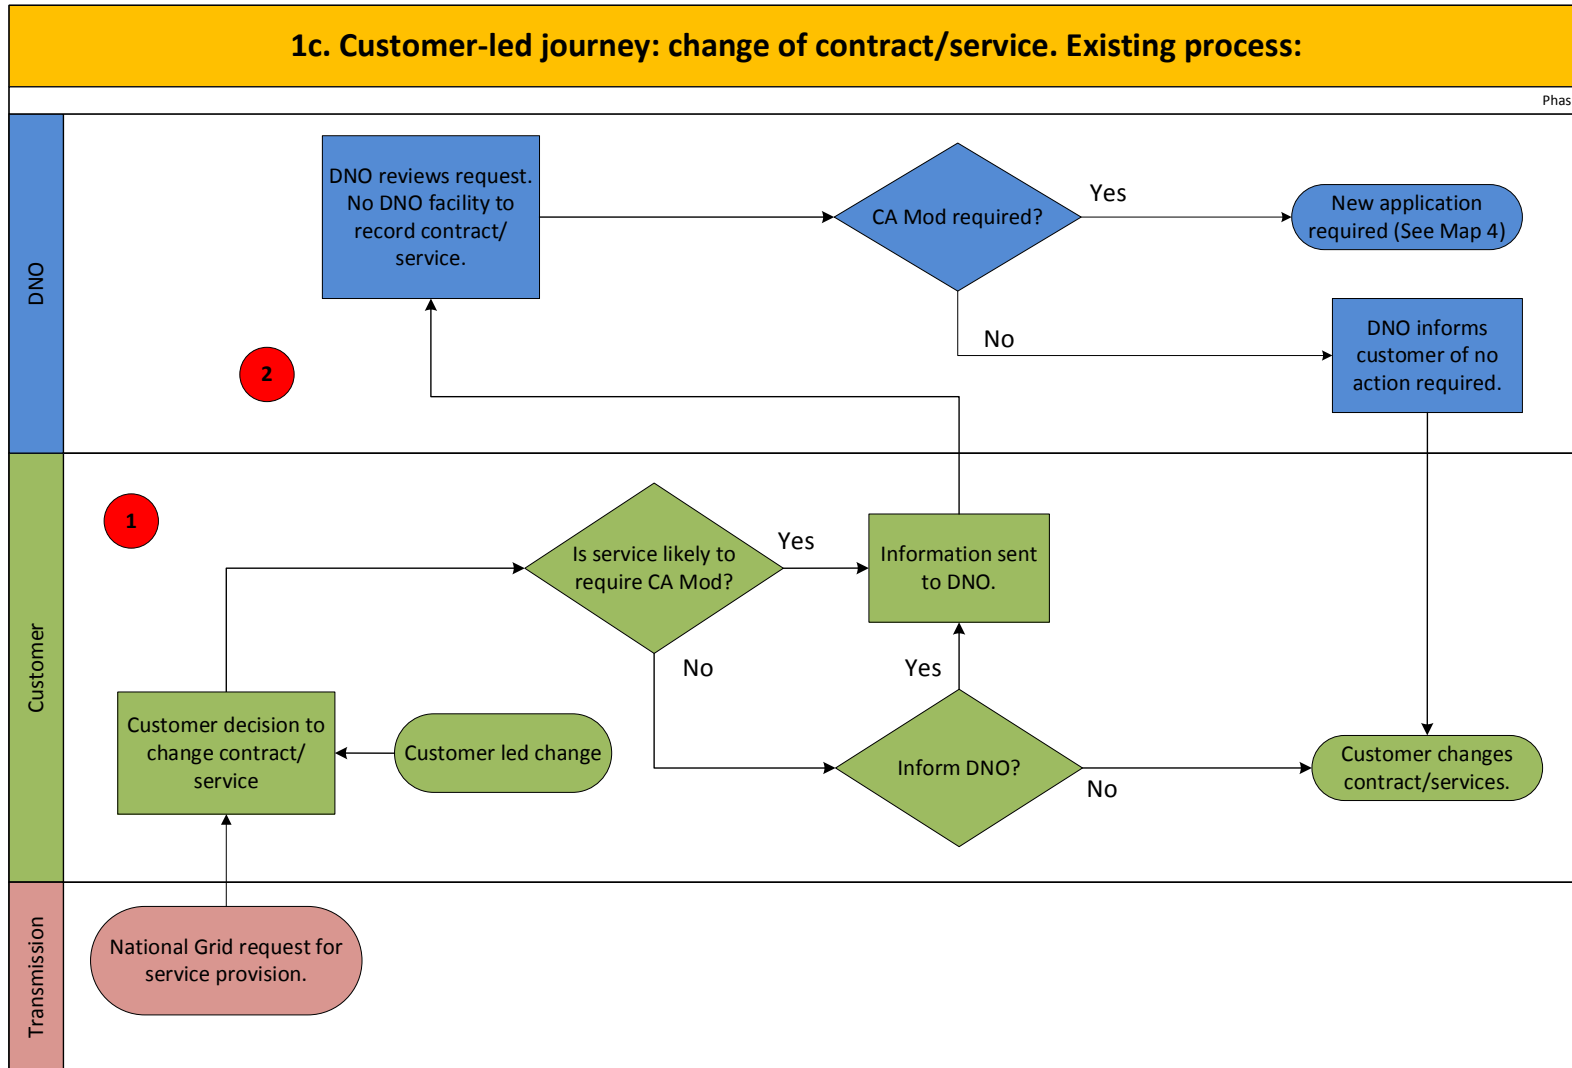 1c. Customer-led journey: change of contract/service. Existing process:
Phas
DNO
DNO reviews request.
No DNO facility to
record contract/
service.
CA Mod required?
Yes
New application
required (See Map 4)
No
DNO informs
customer of no
action required.
2
Customer
1
Is service likely to
require CA Mod?
Yes
Information sent
to DNO.
No
Yes
Customer decision to
change contract/
service
Customer led change
Inform DNO?
No
Customer changes
contract/services.
Transmission
National Grid request for
service provision.